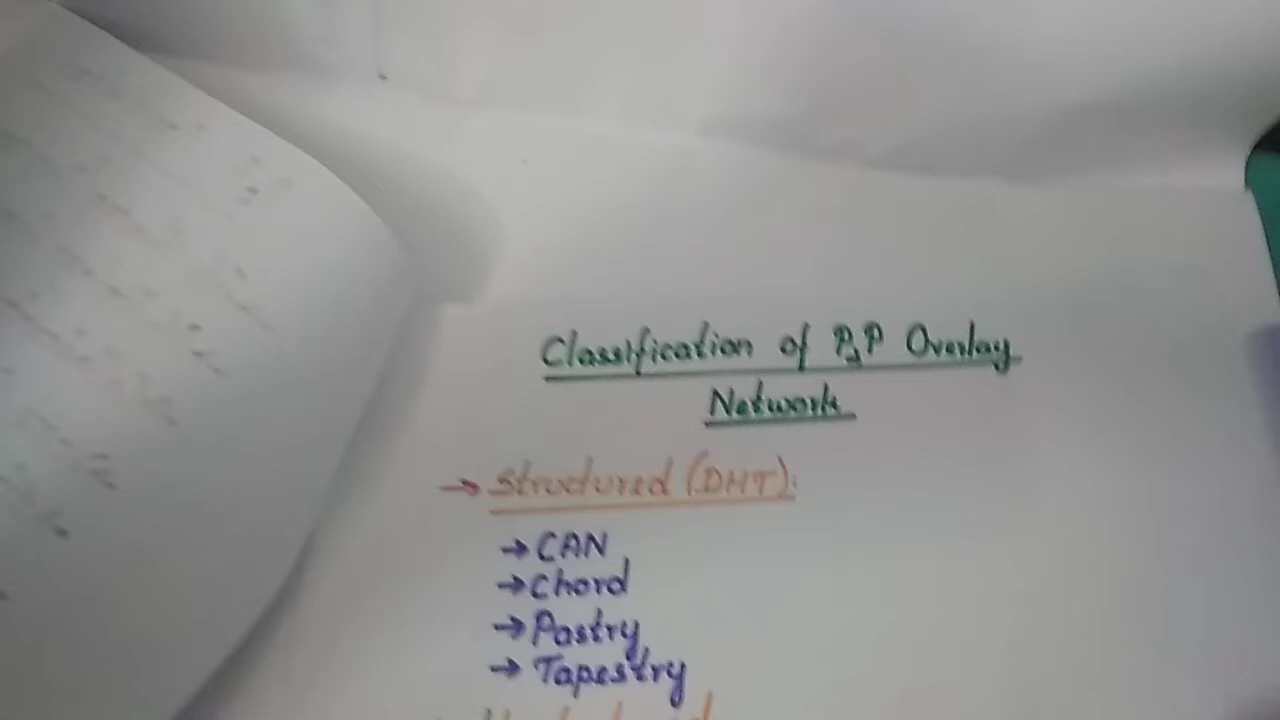 Classification of P2P Overlay
Network
→ Structured (DHT):
→ CAN
→ Chord
→ Pastry
→ Tapestry